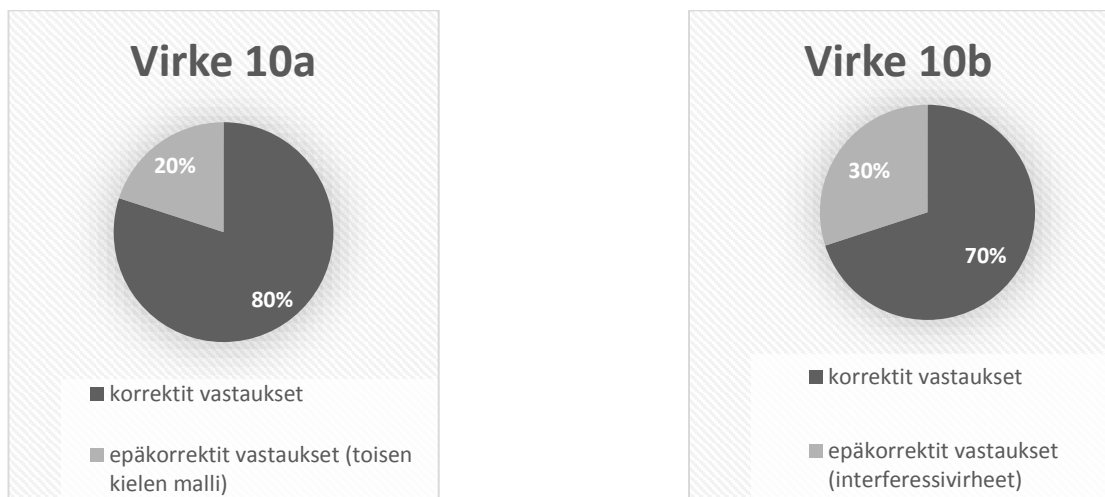 Virke 10a
20%
80%
korrektit vastaukset
epäkorrektit vastaukset (toisen
kielen malli)
Virke 10b
30%
70%
korrektit vastaukset
epäkorrektit vastaukset
(interferessivirheet)